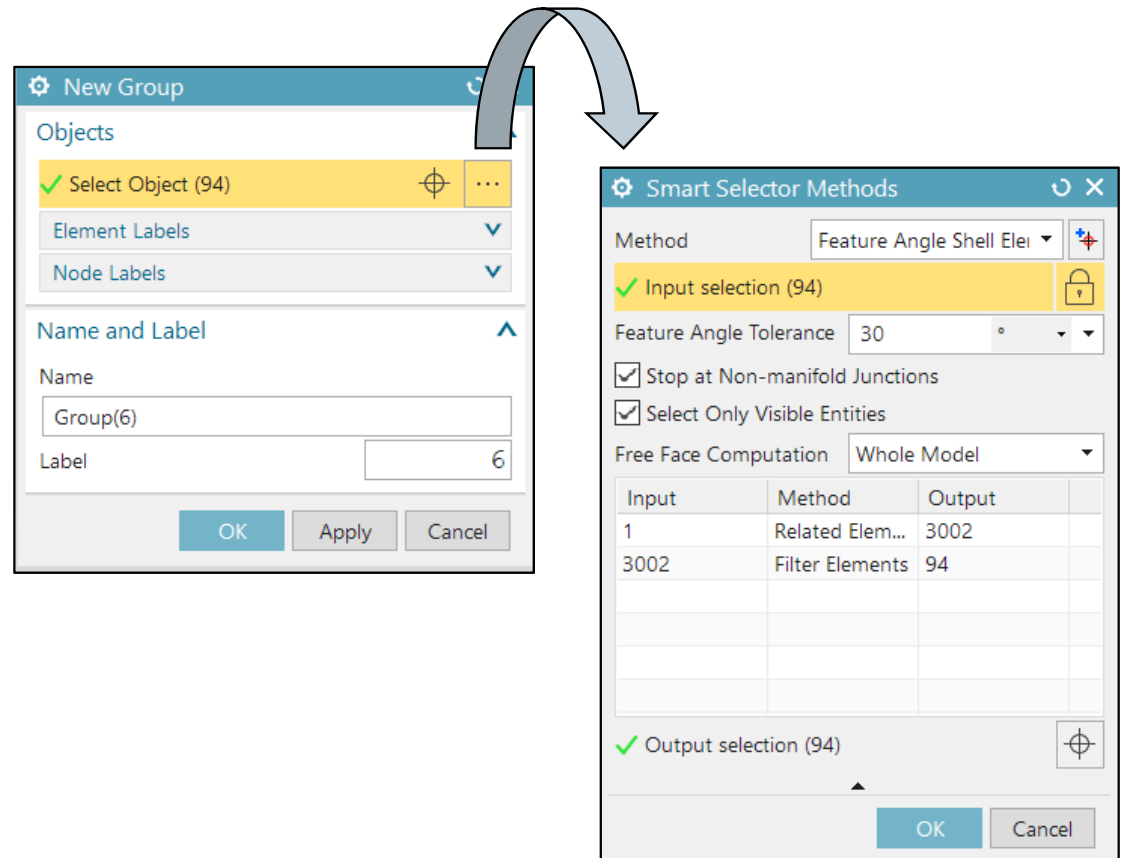 New Group
Objects
Select Object (94)
...
Element Labels
Node Labels
Name and Label
Name
Group(6)
Label
6
OK
Apply
Cancel
Smart Selector Methods
Method
Feature Angle Shell Eler
Input selection (94)
Feature Angle Tolerance
30
°
Stop at Non-manifold Junctions
Select Only Visible Entities
Free Face Computation
Whole Model
Input Method Output
1 Related Elem... 3002
3002 Filter Elements 94
Output selection (94)
OK
Cancel